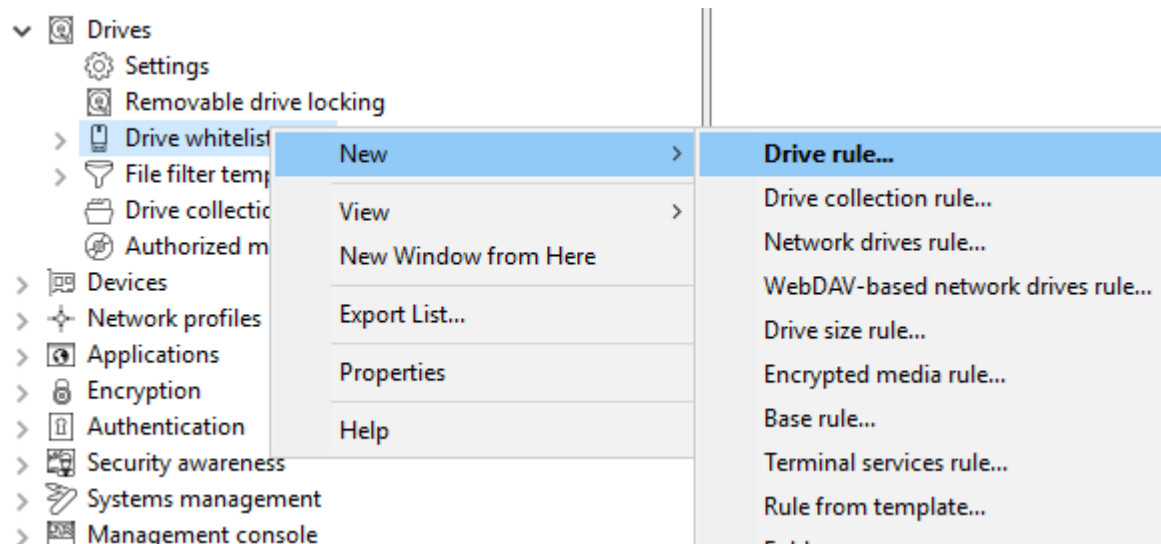 Drives
Settings
Removable drive locking
Drive whitelist
File filter temp
Drive collectio
Authorized m
Devices
Network profiles
Applications
Encryption
Authentication
Security awareness
Systems management
Management console
New
View
New Window from Here
Export List...
Properties
Help
Drive rule...
Drive collection rule...
Network drives rule...
WebDAV-based network drives rule...
Drive size rule...
Encrypted media rule...
Base rule...
Terminal services rule...
Rule from template...